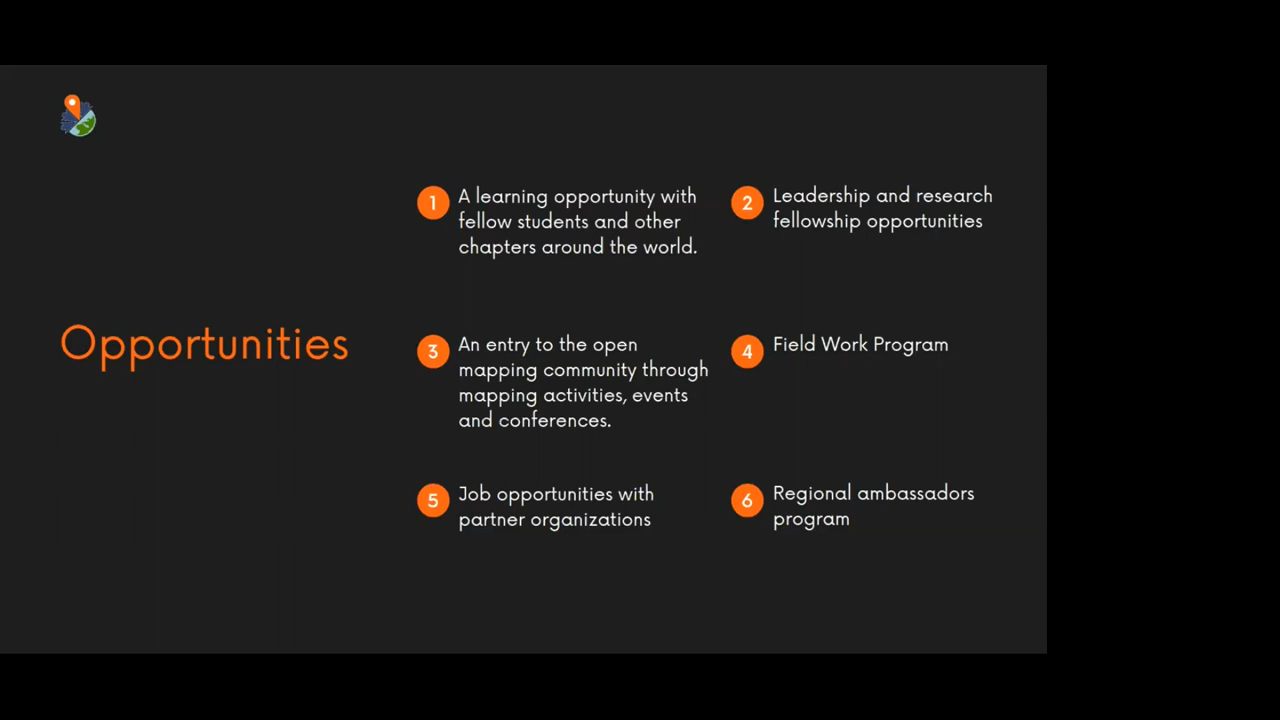 Opportunities
1
A learning opportunity with
fellow students and other
chapters around the world.
2
Leadership and research
fellowship opportunities
3
An entry to the open
mapping community through
mapping activities, events
and conferences.
4
Field Work Program
5
Job opportunities with
partner organizations
6
Regional ambassadors
program